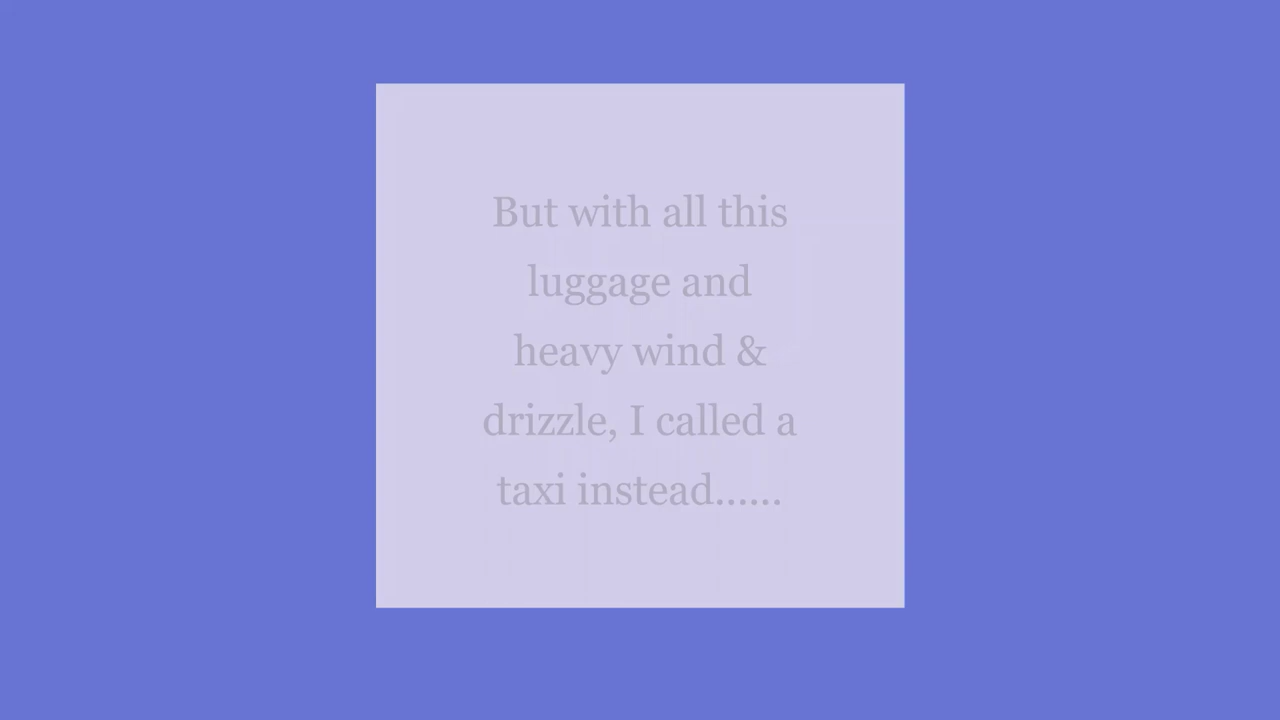 But with all this
luggage and
heavy wind &
drizzle, I called a
taxi instead......